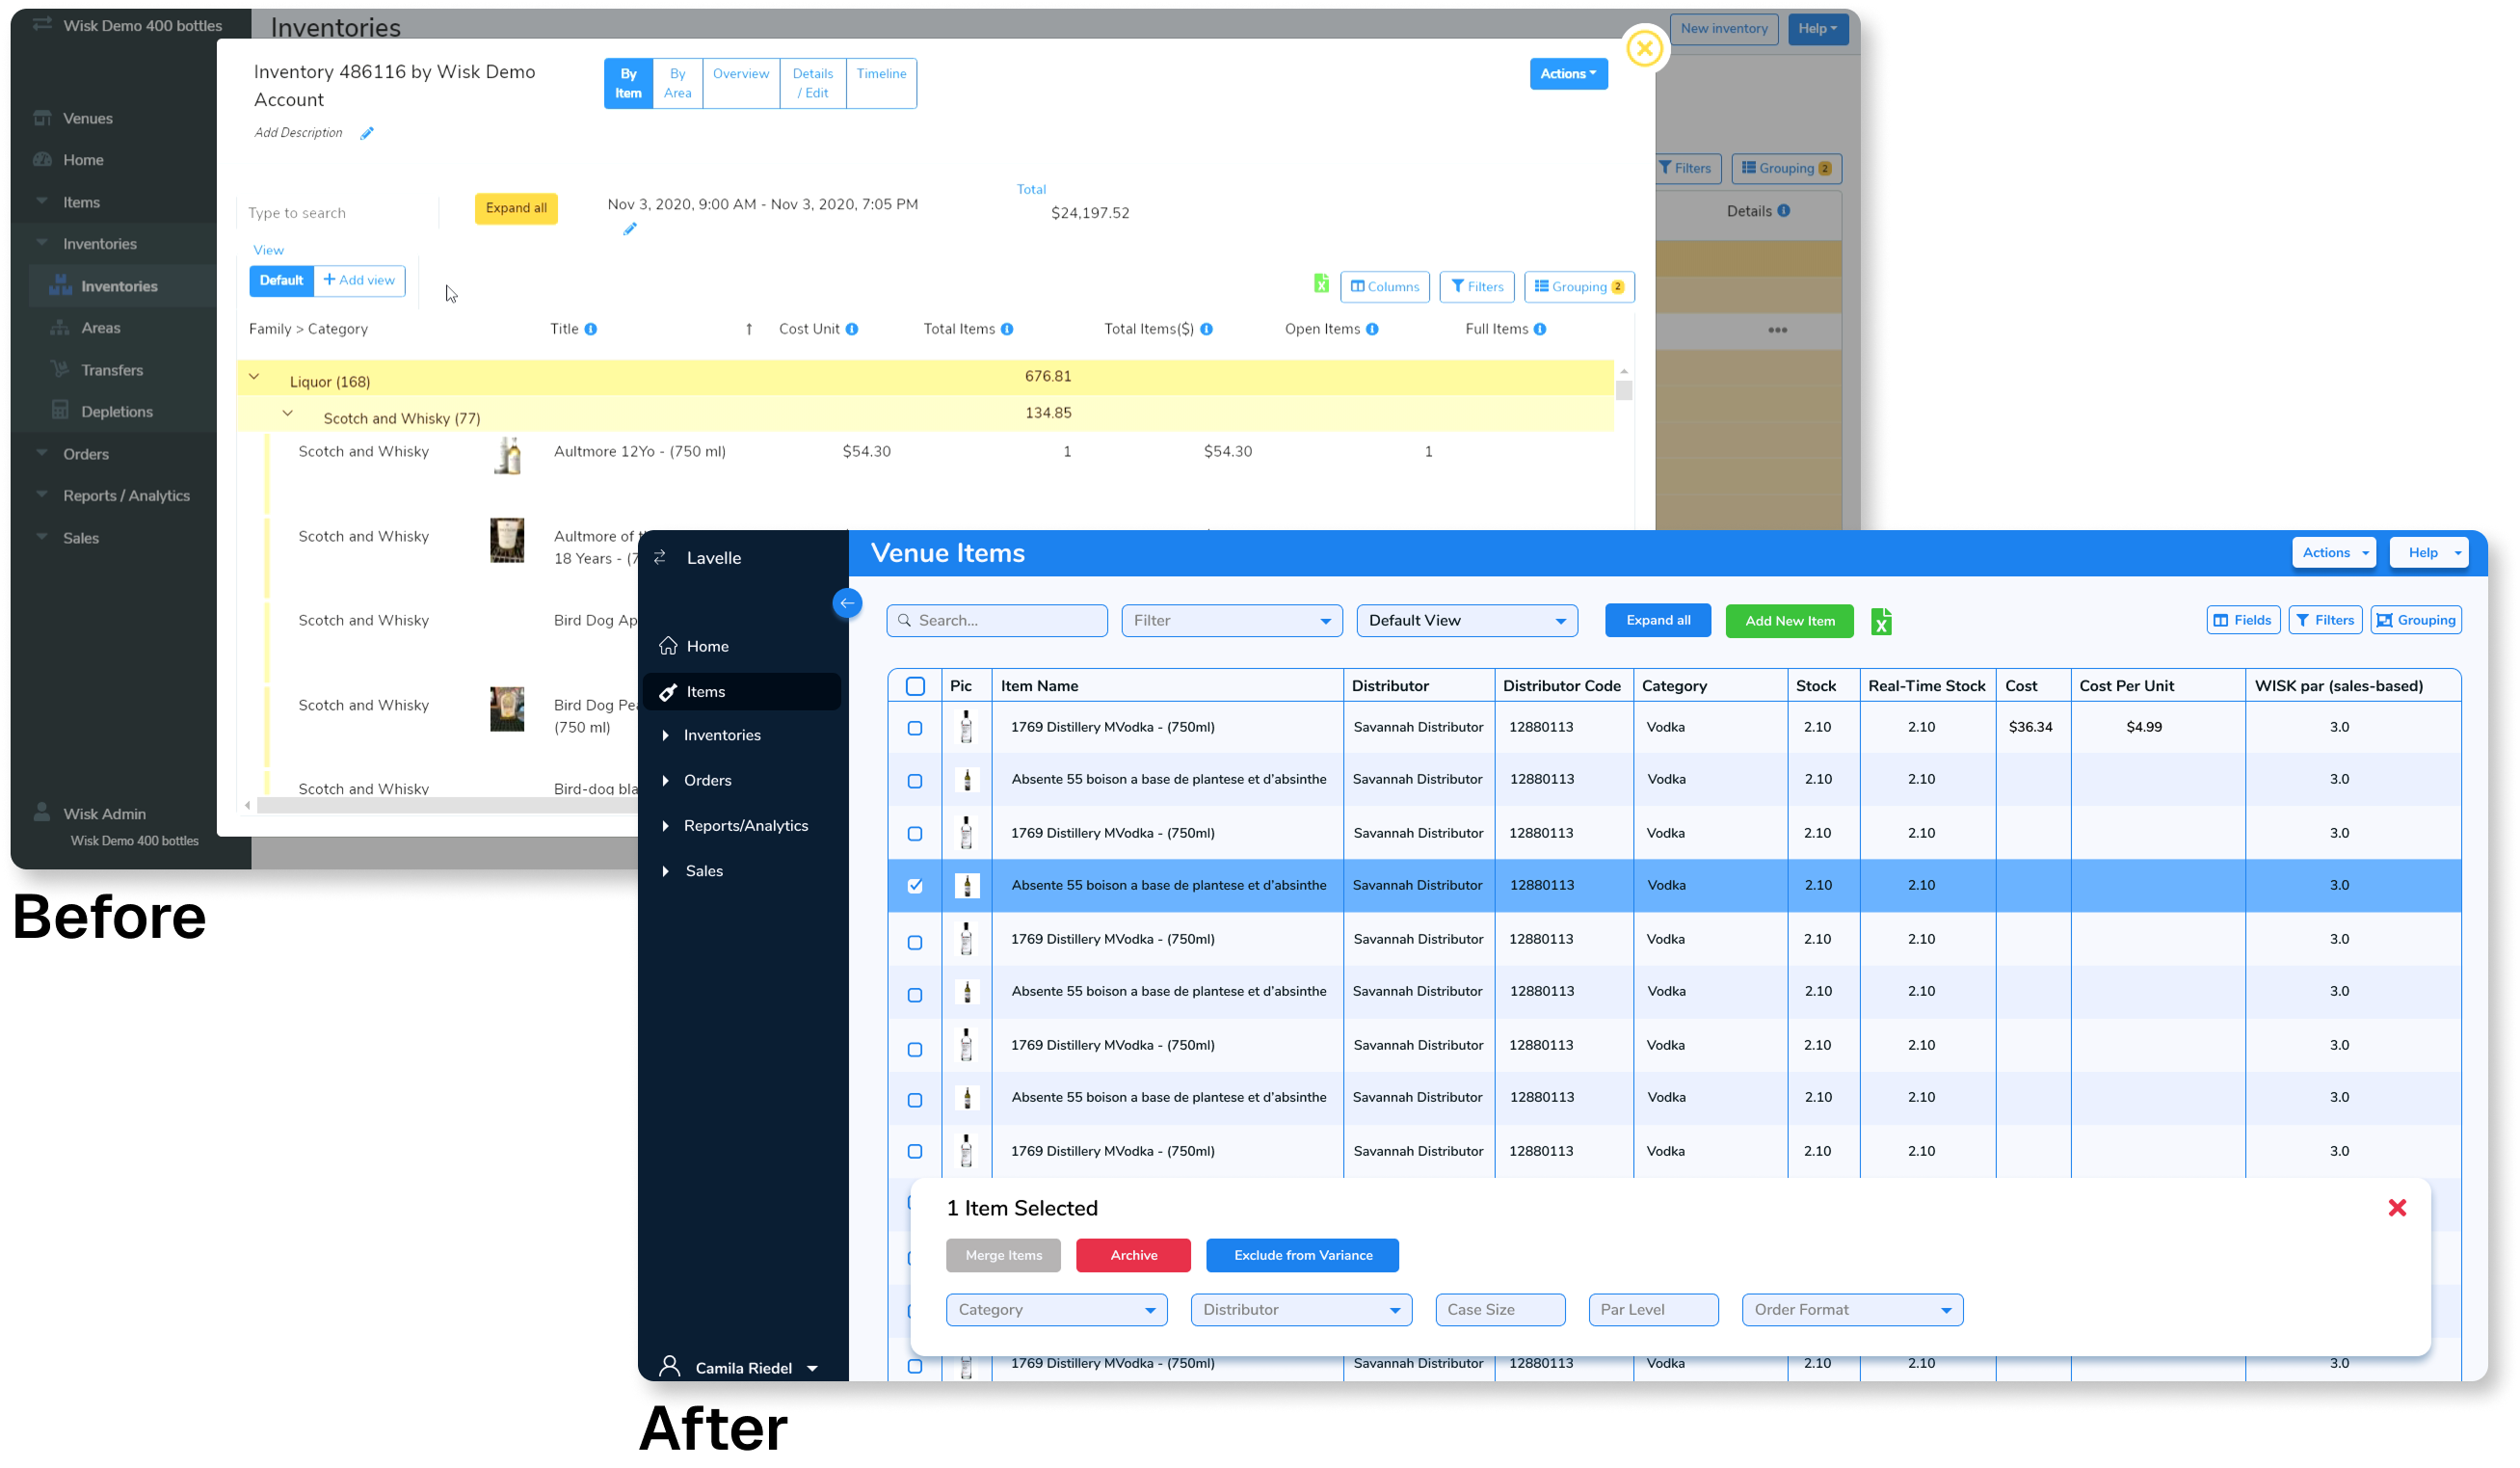 Wisk Demo 400 bottles
Venues
Home
Items
Inventories
Inventories
Areas
Transfers
Depletions
Orders
Reports / Analytics
Sales
Wisk Admin
Wisk Demo 400 bottles
Inventories
New inventory
Help
Filters
Grouping 2
Details
Inventory 486116 by Wisk Demo
Account
Add Description
By Item
By Area
Overview
Details / Edit
Timeline
Actions
Type to search
Expand all
Nov 3, 2020, 9:00 AM - Nov 3, 2020, 7:05 PM
Total
$24,197.52
View
Default
+ Add view
Columns
Filters
Grouping 2
Family > Category Title Cost Unit Total Items Total Items($) Open Items Full Items
Liquor (168) 676.81
Scotch and Whisky (77) 134.85
Scotch and Whisky Aultmore 12Yo - (750 ml) $54.30 1 $54.30 1
Scotch and Whisky Aultmore of
18 Years - (7
Scotch and Whisky Bird Dog Ap
Scotch and Whisky Bird Dog Pe
(750 ml)
Scotch and Whisky Bird-dog bla
Before
Lavelle
Home
Items
Inventories
Orders
Reports/Analytics
Sales
Camila Riedel
Venue Items
Actions
Help
Search...
Filter
Default View
Expand all
Add New Item
Fields
Filters
Grouping
Pic Item Name Distributor Distributor Code Category Stock Real-Time Stock Cost Cost Per Unit WISK par (sales-based)
1769 Distillery MVodka - (750ml) Savannah Distributor 12880113 Vodka 2.10 2.10 $36.34 $4.99 3.0
Absente 55 boison a base de plantese et d'absinthe Savannah Distributor 12880113 Vodka 2.10 2.10 3.0
1769 Distillery MVodka - (750ml) Savannah Distributor 12880113 Vodka 2.10 2.10 3.0
Absente 55 boison a base de plantese et d'absinthe Savannah Distributor 12880113 Vodka 2.10 2.10 3.0
1769 Distillery MVodka - (750ml) Savannah Distributor 12880113 Vodka 2.10 2.10 3.0
Absente 55 boison a base de plantese et d'absinthe Savannah Distributor 12880113 Vodka 2.10 2.10 3.0
1769 Distillery MVodka - (750ml) Savannah Distributor 12880113 Vodka 2.10 2.10 3.0
Absente 55 boison a base de plantese et d'absinthe Savannah Distributor 12880113 Vodka 2.10 2.10 3.0
1769 Distillery MVodka - (750ml) Savannah Distributor 12880113 Vodka 2.10 2.10 3.0
1 Item Selected
Merge Items
Archive
Exclude from Variance
Category
Distributor
Case Size
Par Level
Order Format
1769 Distillery MVodka - (750ml) Savannah Distributor 12880113 Vodka 2.10 2.10 3.0
After